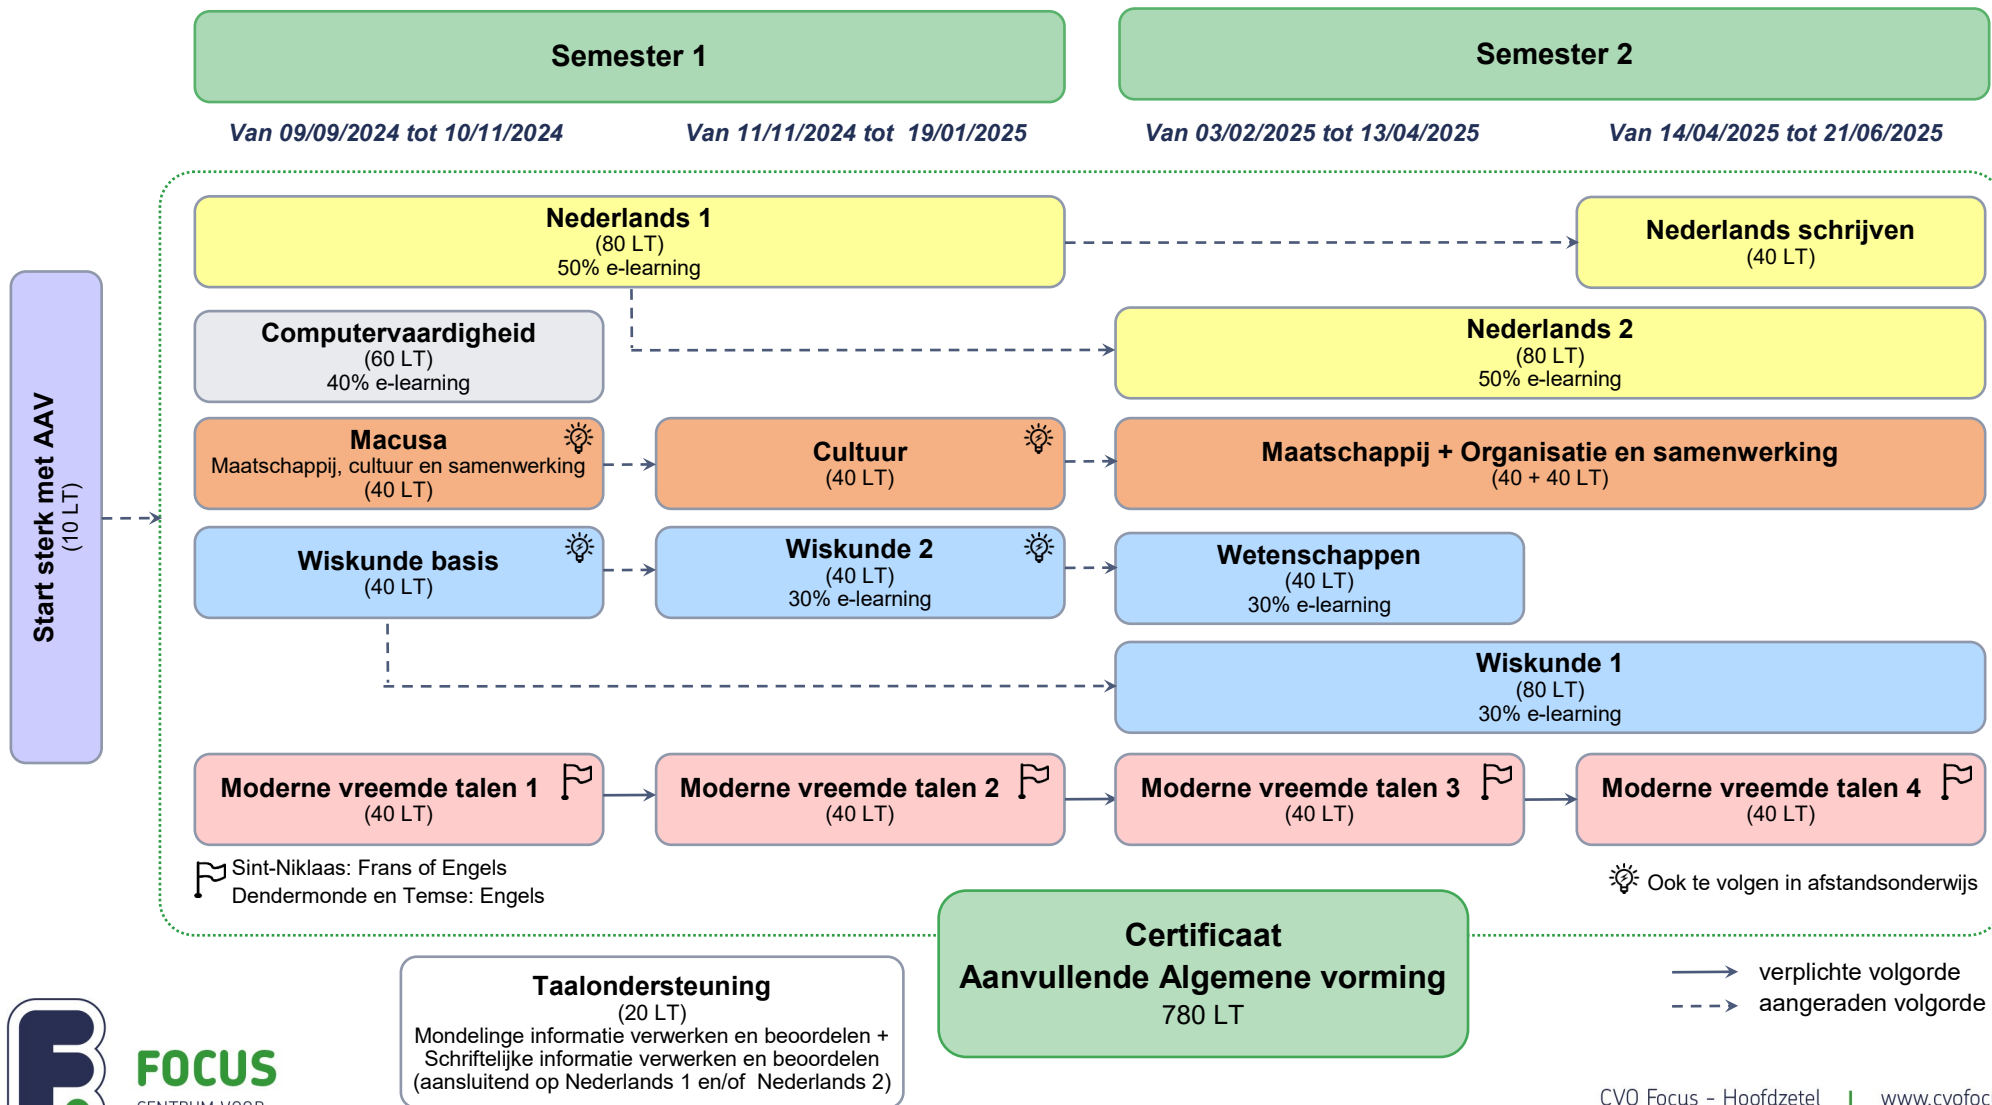 Semester 1
Semester 2
Van 09/09/2024 tot 10/11/2024
Van 11/11/2024 tot 19/01/2025
Van 03/02/2025 tot 13/04/2025
Van 14/04/2025 tot 21/06/2025
Start sterk met AAV
(10 LT)
Nederlands 1
(80 LT)
50% e-learning
Nederlands schrijven
(40 LT)
Computervaardigheid
(60 LT)
40% e-learning
Nederlands 2
(80 LT)
50% e-learning
Macusa
Maatschappij, cultuur en samenwerking
(40 LT)
Cultuur
(40 LT)
Maatschappij + Organisatie en samenwerking
(40 + 40 LT)
Wiskunde basis
(40 LT)
Wiskunde 2
(40 LT)
30% e-learning
Wetenschappen
(40 LT)
30% e-learning
Wiskunde 1
(80 LT)
30% e-learning
Moderne vreemde talen 1
(40 LT)
Moderne vreemde talen 2
(40 LT)
Moderne vreemde talen 3
(40 LT)
Moderne vreemde talen 4
(40 LT)
Sint-Niklaas: Frans of Engels
Dendermonde en Temse: Engels
Ook te volgen in afstandsonderwijs
Certificaat
Aanvullende Algemene vorming
780 LT
verplichte volgorde
aangeraden volgorde
Taalondersteuning
(20 LT)
Mondelinge informatie verwerken en beoordelen +
Schriftelijke informatie verwerken en beoordelen
(aansluitend op Nederlands 1 en/of Nederlands 2)
FOCUS
CENTRUM VOOR
CVO Focus - Hoofdzetel | www.cvofoc